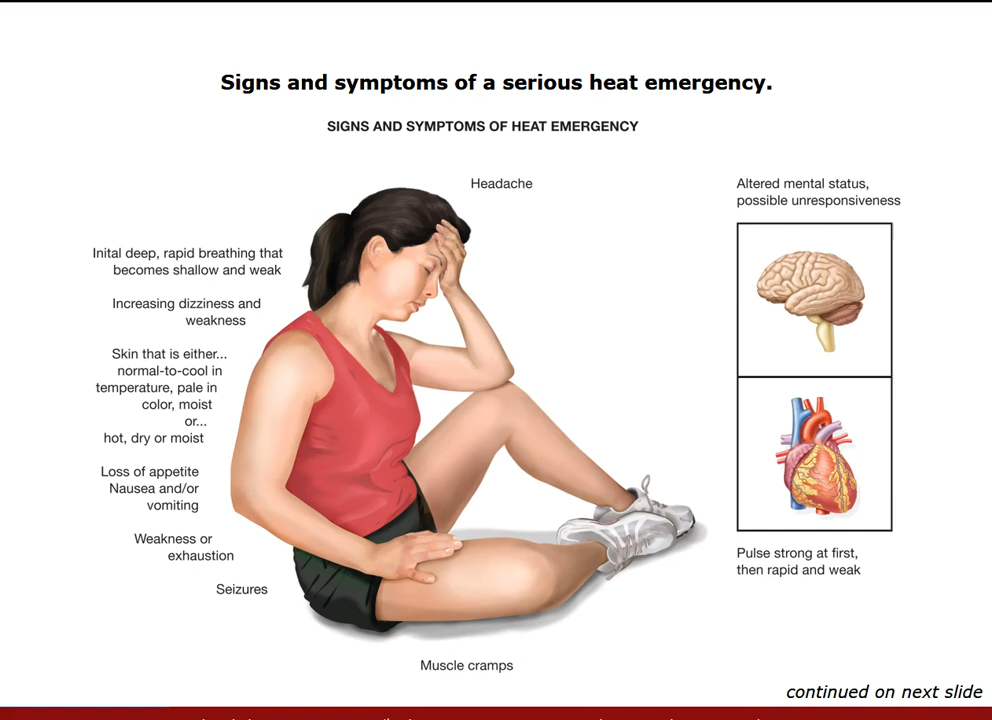 Signs and symptoms of a serious heat emergency.
SIGNS AND SYMPTOMS OF HEAT EMERGENCY
Headache
Altered mental status,
possible unresponsiveness
Inital deep, rapid breathing that
becomes shallow and weak
Increasing dizziness and
weakness
Skin that is either...
normal-to-cool in
temperature, pale in
color, moist
or...
hot, dry or moist
Loss of appetite
Nausea and/or
vomiting
Weakness or
exhaustion
Seizures
Pulse strong at first,
then rapid and weak
Muscle cramps
continued on next slide